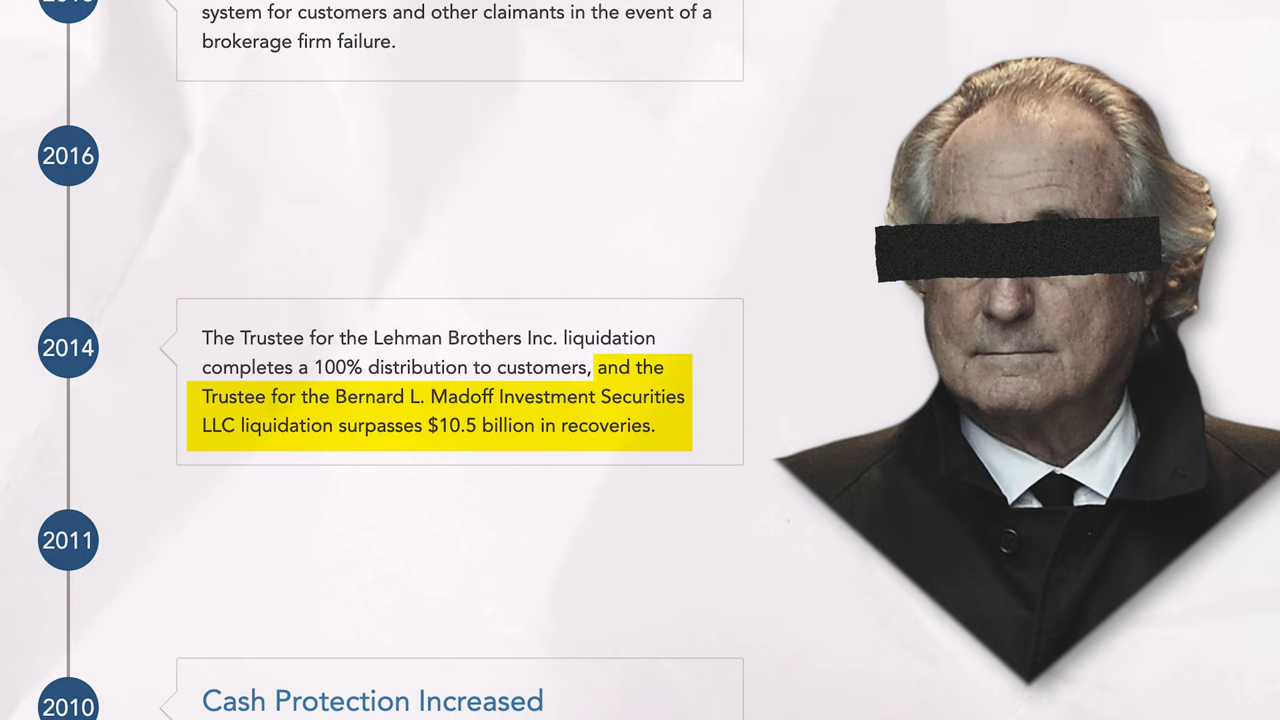 system for customers and other claimants in the event of a
brokerage firm failure.
2016
2014
The Trustee for the Lehman Brothers Inc. liquidation
completes a 100% distribution to customers, and the
Trustee for the Bernard L. Madoff Investment Securities
LLC liquidation surpasses $10.5 billion in recoveries.
2011
2010
Cash Protection Increased